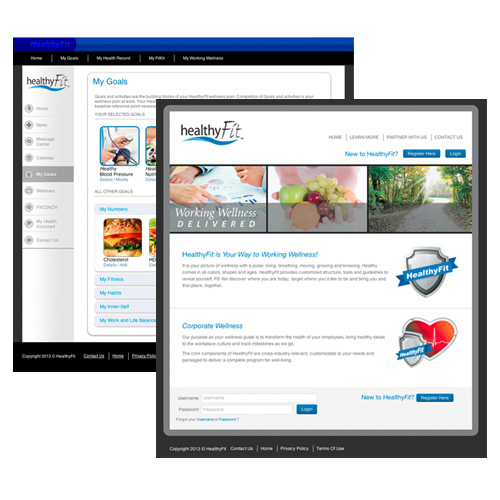 HealthyFit
Home
My Goals
My Health Record
My FitKit
My Working Wellness
healthyFit
Home
News
Message
Center
Calendar
My Goals
Webinars
FitCOACH
My Health
Assistant
Contact Us
My Goals
Goals and activities are the building blocks of your HealthyFit wellness plan. Completion of Goals and activities is your
wellness plan at work. Your
baseline reference point necessary
YOUR SELECTED GOALS
Healthy
Blood Pressure
Details / Modify
Healthy
ALL OTHER GOALS
My Numbers
Cholesterol
Details / Add
HDL
Details
My Fitness
My Habits
My Inner-Self
My Work and Life Balance
Copyright 2013 © HealthyFit
Contact Us
Home
Privacy Policy
healthyFit
HOME
LEARN MORE
PARTNER WITH US
CONTACT US
New to HealthyFit?
Register Here
Login
Working Wellness
DELIVERED
HealthyFit is Your Way to Working Wellness!
It is your picture of wellness with a pulse: living, breathing, moving, growing and knowing. Healthy
comes in all colors, shapes and ages. HealthyFit provides customized structure, tools and guidelines to
reveal yourself, Fit! We discover where you are today, target where you'd like to be and bring you and
that place, together.
HealthyFit
Corporate Wellness
Our purpose as your wellness guide is to transform the health of your employees, bring healthy ideals
to the workplace culture and track milestones as we go.
The core components of HealthyFit are cross-industry relevant, customizable to your needs and
packaged to deliver a complete program for well-living.
HealthyFit
Username
Username
Password
Password
Login
Forgot your Username or Password ?
New to HealthyFit?
Register Here
Copyright 2013 © HealthyFit
Contact Us
Home
Privacy Policy
Terms Of Use